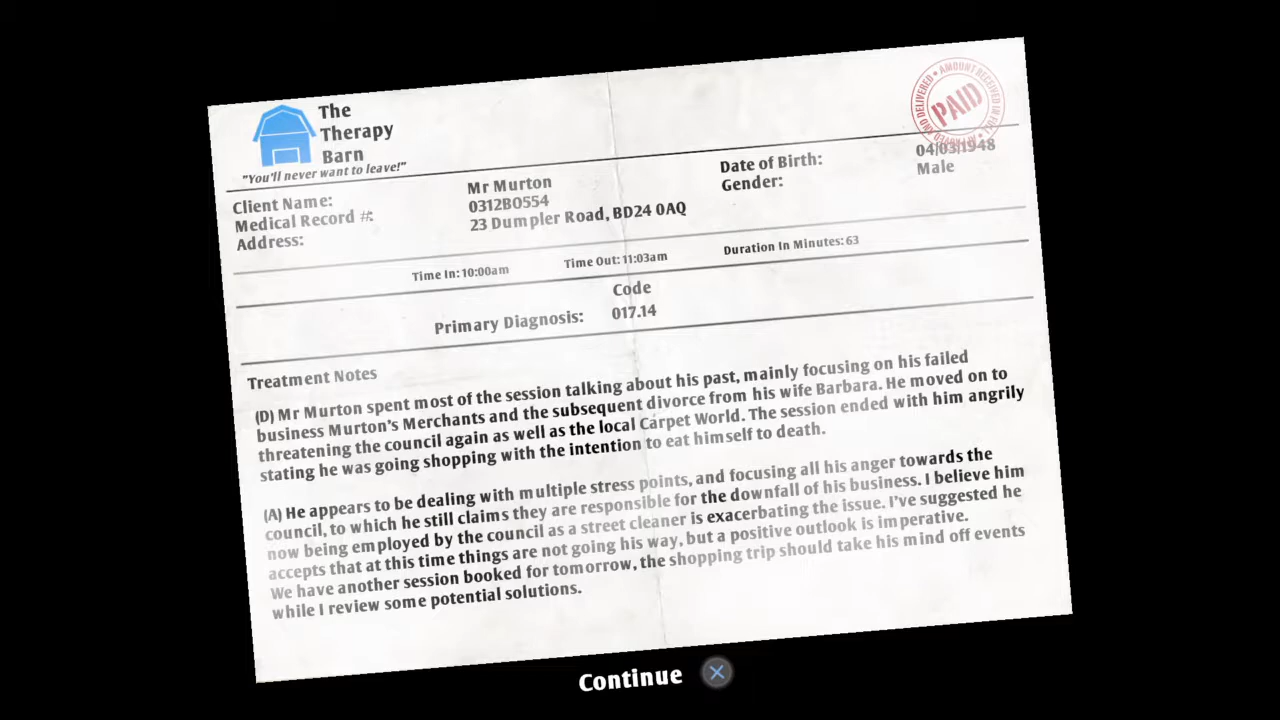 The
Therapy
Barn
"You'll never want to leave!"
AMOUNT RECEIVED IN FULL
PAID
AND DELIVERED
Client Name: Mr Murton Date of Birth: 04/03/1948
Medical Record #: 0312BO554 Gender: Male
Address: 23 Dumpler Road, BD24 0AQ
Time In: 10:00am Time Out: 11:03am Duration In Minutes: 63
Code
Primary Diagnosis: 017.14
Treatment Notes
(D) Mr Murton spent most of the session talking about his past, mainly focusing on his failed
business Murton's Merchants and the subsequent divorce from his wife Barbara. He moved on to
threatening the council again as well as the local Carpet World. The session ended with him angrily
stating he was going shopping with the intention to eat himself to death.
(A) He appears to be dealing with multiple stress points, and focusing all his anger towards the
council, to which he still claims they are responsible for the downfall of his business. I believe him
now being employed by the council as a street cleaner is exacerbating the issue. I've suggested he
accepts that at this time things are not going his way, but a positive outlook is imperative.
We have another session booked for tomorrow, the shopping trip should take his mind off events
while I review some potential solutions.
Continue